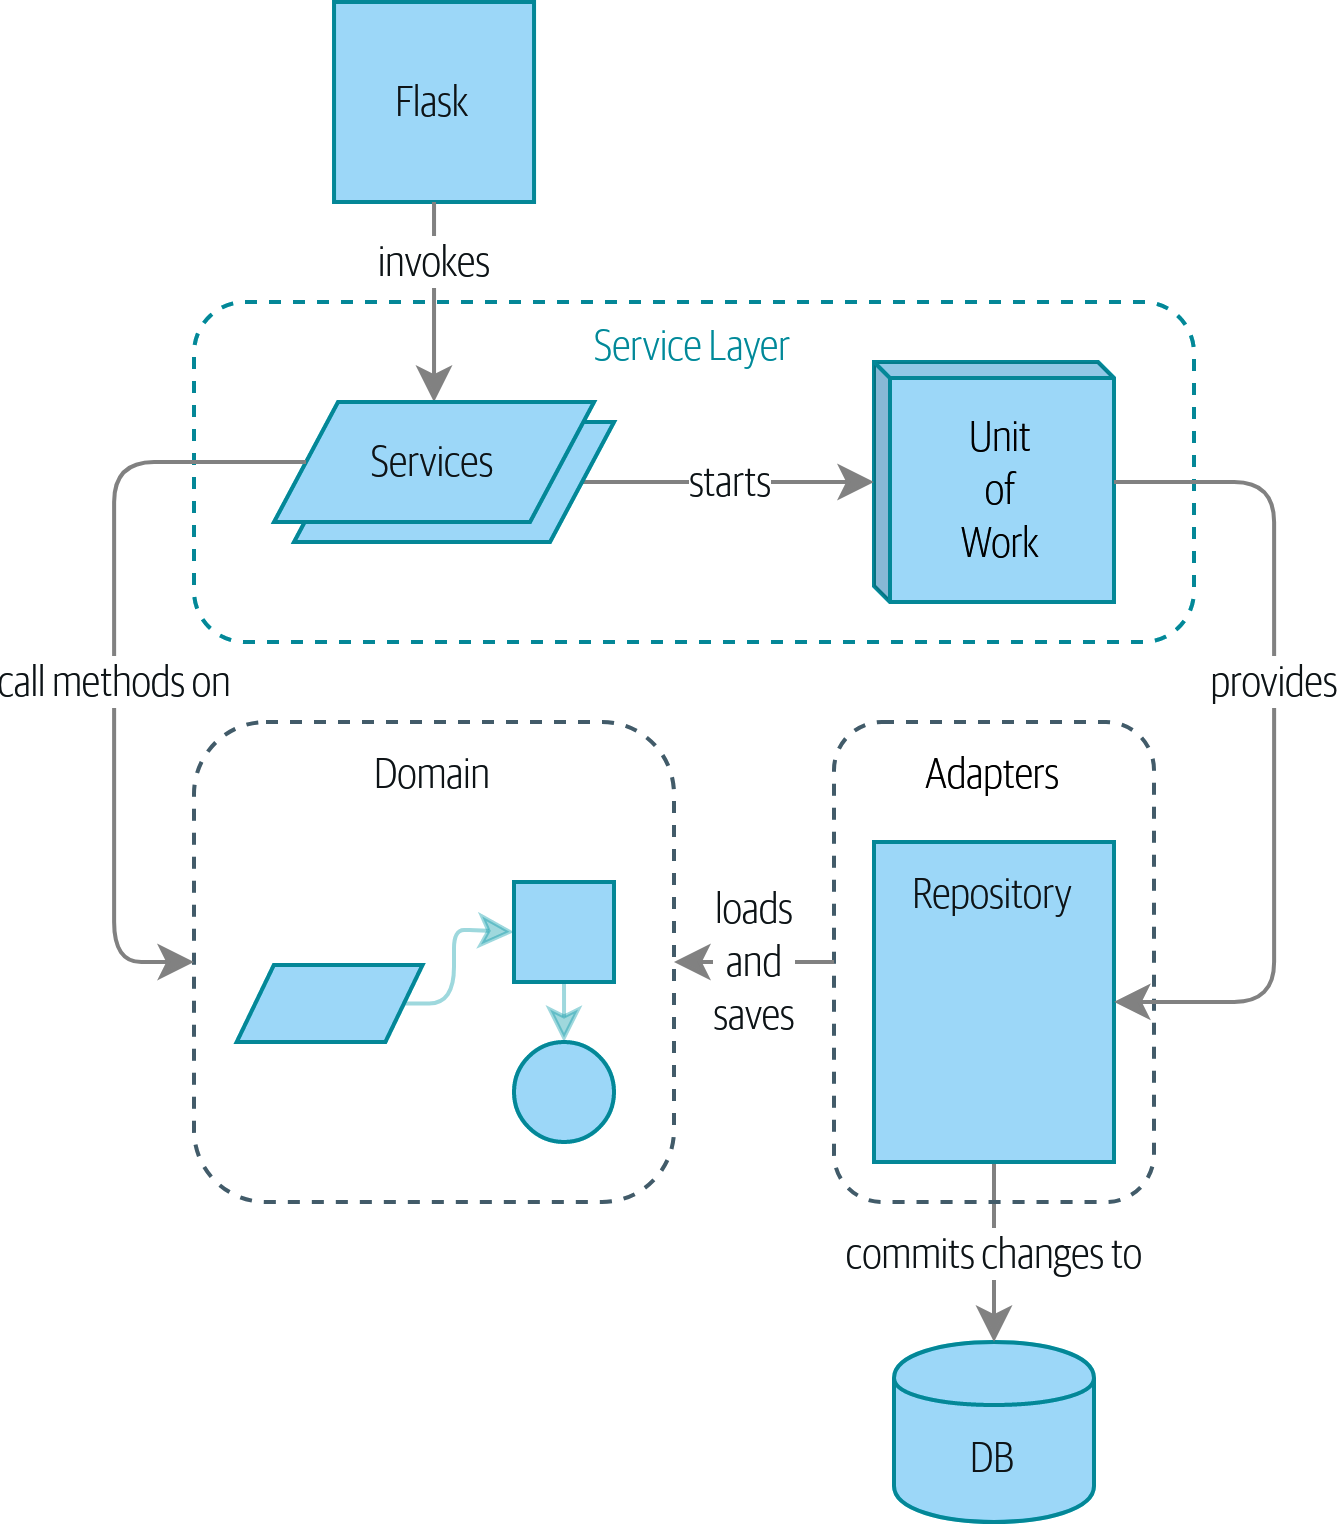 Flask
invokes
Service Layer
Services
starts
Unit
of
Work
call methods on
provides
Domain
Adapters
loads
and
saves
Repository
commits changes to
DB